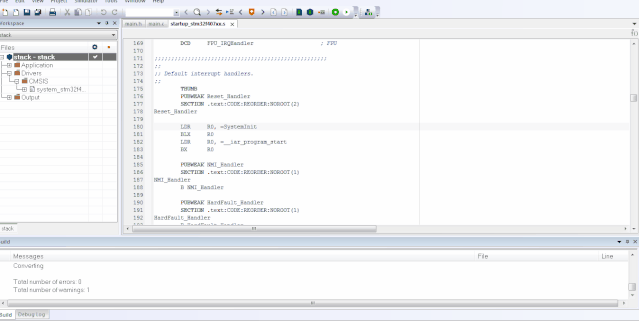 File Edit View Project Simulator Tools Window Help
Workspace
stack
Files
stack - stack
Application
Drivers
CMSIS
system_stm32f4...
Output
stack
main.h main.c startup_stm32f407xx.s x
169 DCD FPU_IRQHandler ; FPU
170
171 ;;;;;;;;;;;;;;;;;;;;;;;;;;;;;;;;;;;;;;;;;;;;;;;;;;;;;
172 ;;
173 ;; Default interrupt handlers.
174 ;;
175 THUMB
176 PUBWEAK Reset_Handler
177 SECTION .text:CODE:REORDER:NOROOT(2)
178 Reset_Handler
179
180 LDR R0, =SystemInit
181 BLX R0
182 LDR R0, =__iar_program_start
183 BX R0
184
185 PUBWEAK NMI_Handler
186 SECTION .text:CODE:REORDER:NOROOT(1)
187 NMI_Handler
188 B NMI_Handler
189
190 PUBWEAK HardFault_Handler
191 SECTION .text:CODE:REORDER:NOROOT(1)
192 HardFault_Handler
193 B HardFault_Handler
Build
Messages File Line
Converting
Total number of errors: 0
Total number of warnings: 1
Build Debug Log